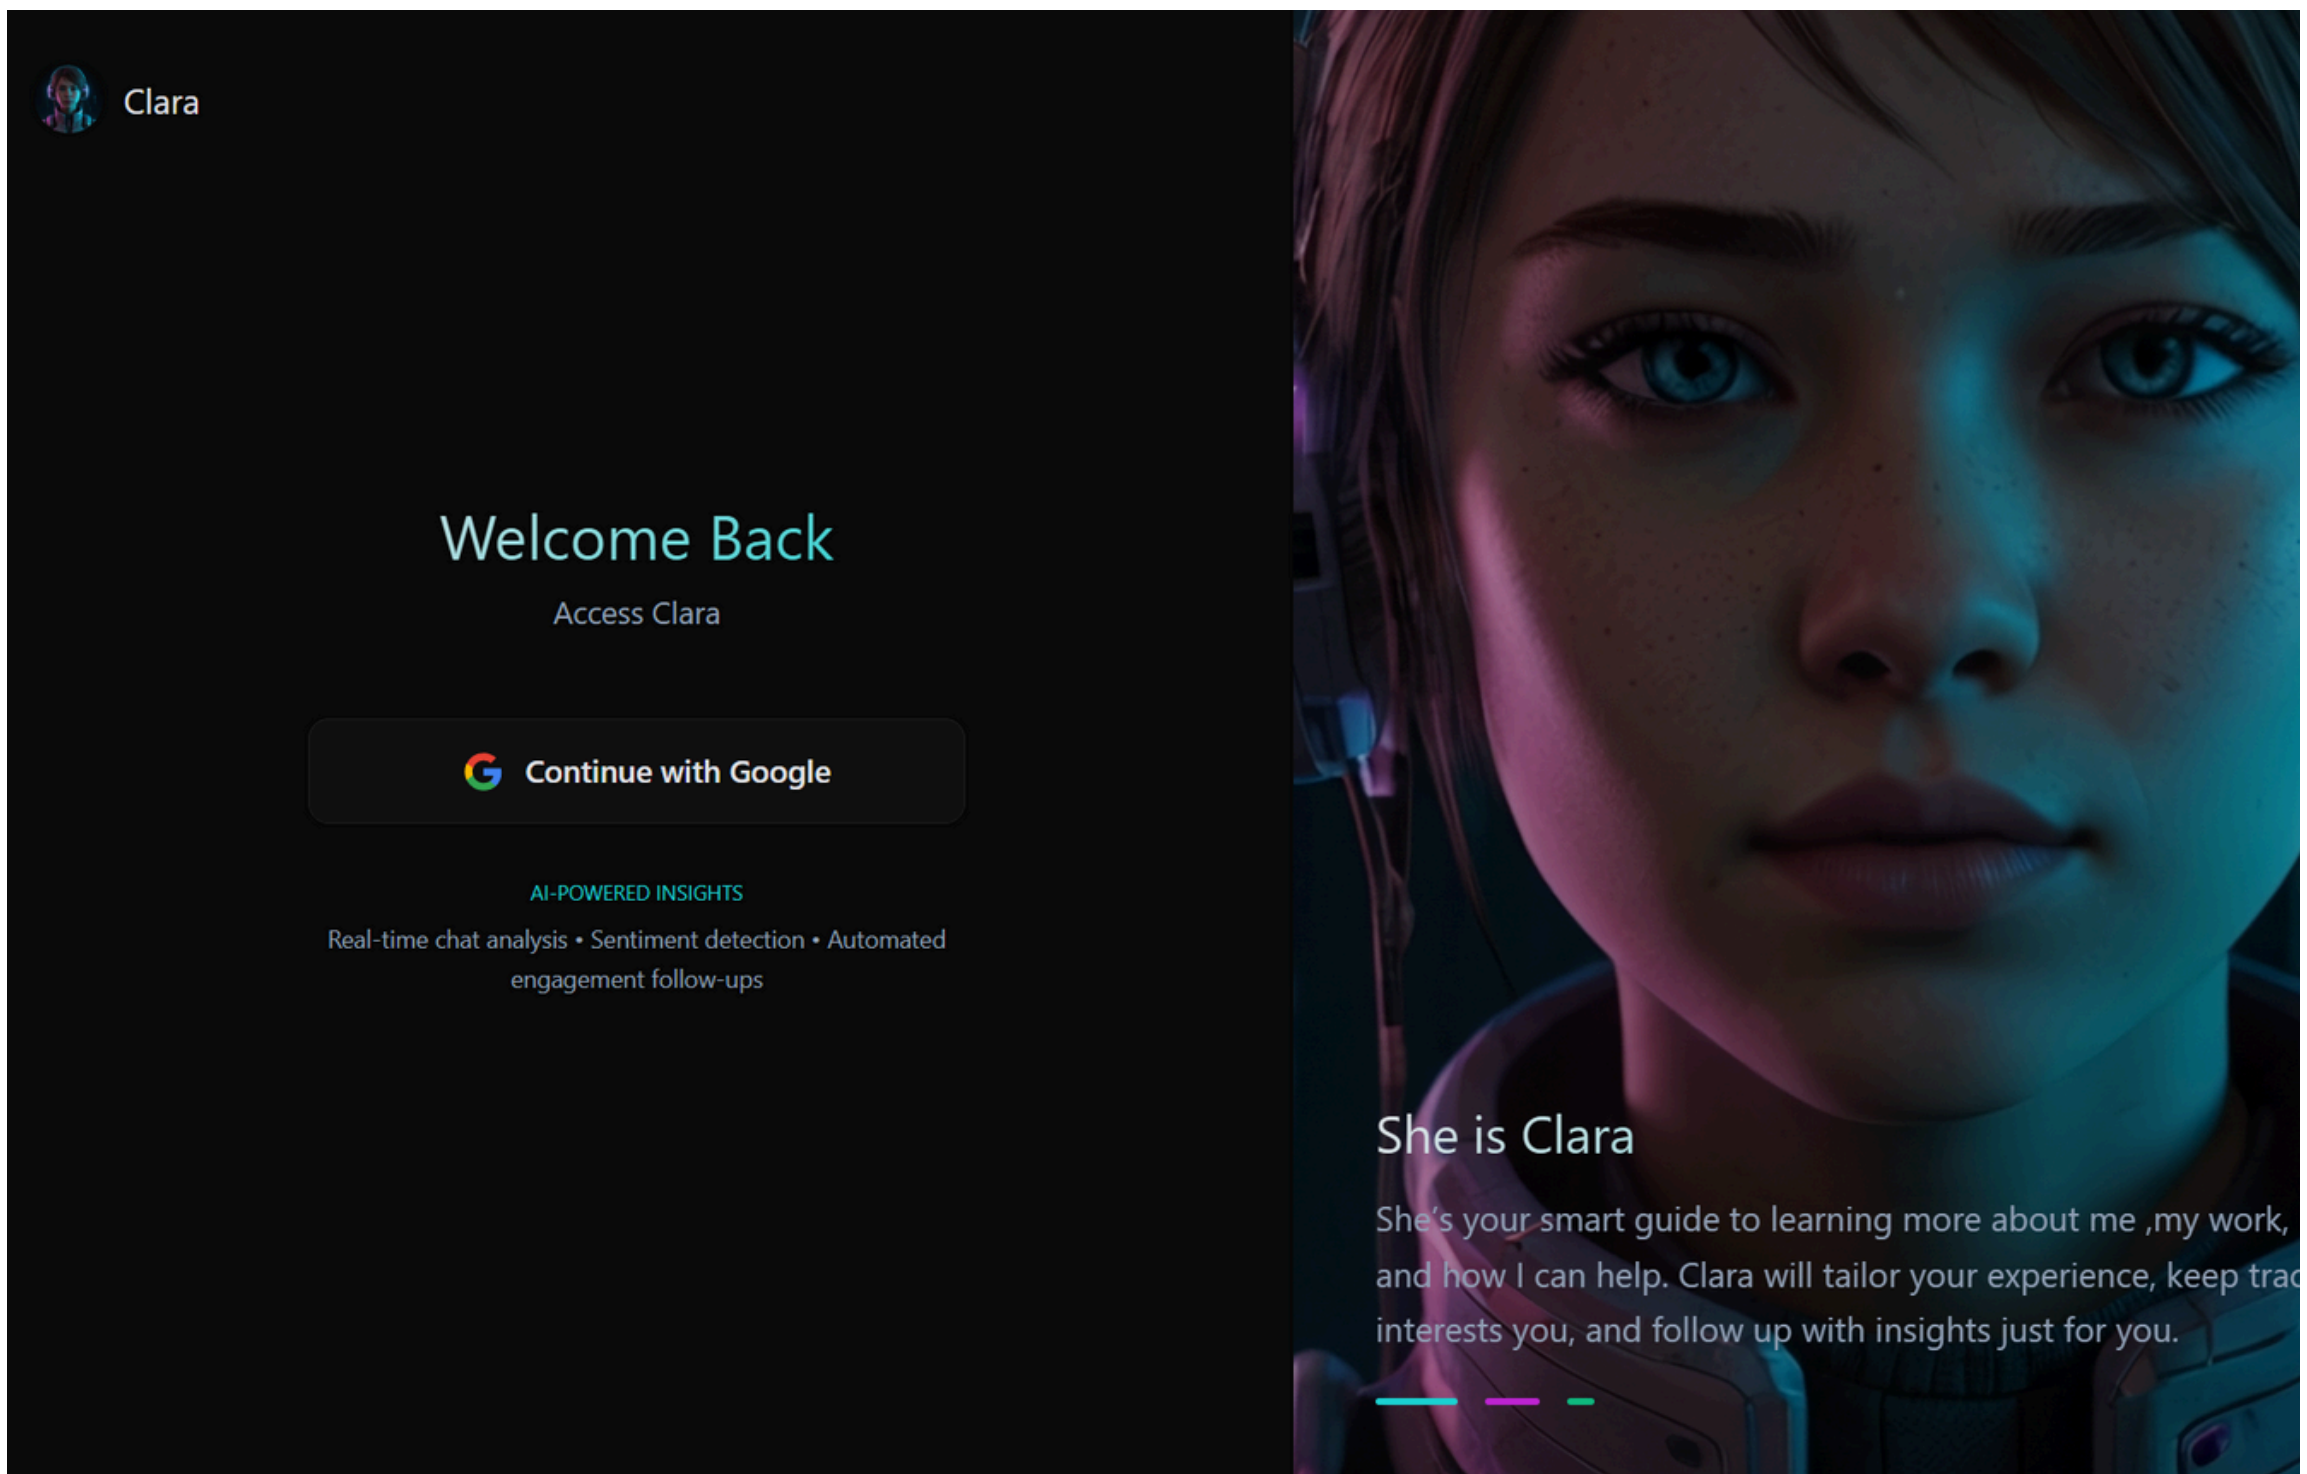 Clara
Welcome Back
Access Clara
Continue with Google
AI-POWERED INSIGHTS
Real-time chat analysis • Sentiment detection • Automated
engagement follow-ups
She is Clara
She's your smart guide to learning more about me ,my work,
and how I can help. Clara will tailor your experience, keep
interests you, and follow up with insights just for you.